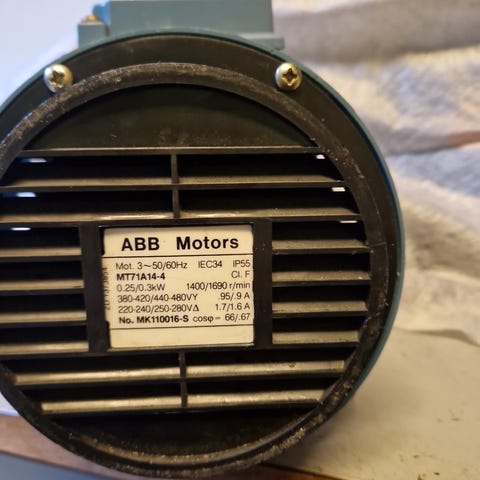 ABB Motors
Mot. 3~50/60Hz IEC34 IP55
MT71A14-4 Cl. F
0.25/0.3kW 1400/1690 r/min
380-420/440-480VY .95/.9 A
220-240/250-280VΔ 1.7/1.6 A
No. MK110016-S cosφ= 66/.67